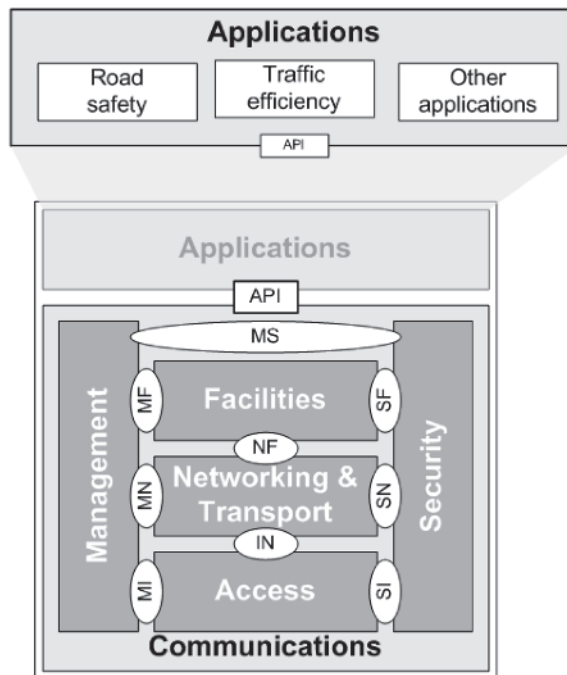 Applications
Road
safety
Traffic
efficiency
Other
applications
API
Applications
API
MS
Management
MF
Facilities
SF
Security
NF
MN
Networking &
Transport
SN
IN
MI
Access
SI
Communications